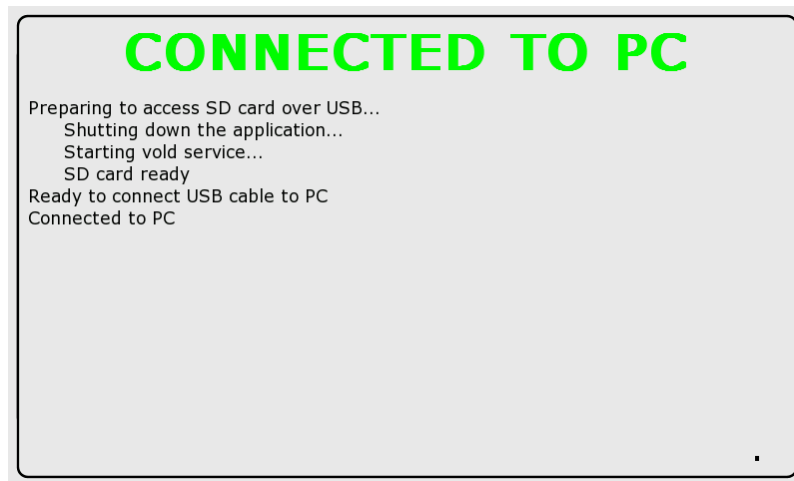 CONNECTED TO PC
Preparing to access SD card over USB...
Shutting down the application...
Starting vold service...
SD card ready
Ready to connect USB cable to PC
Connected to PC
.